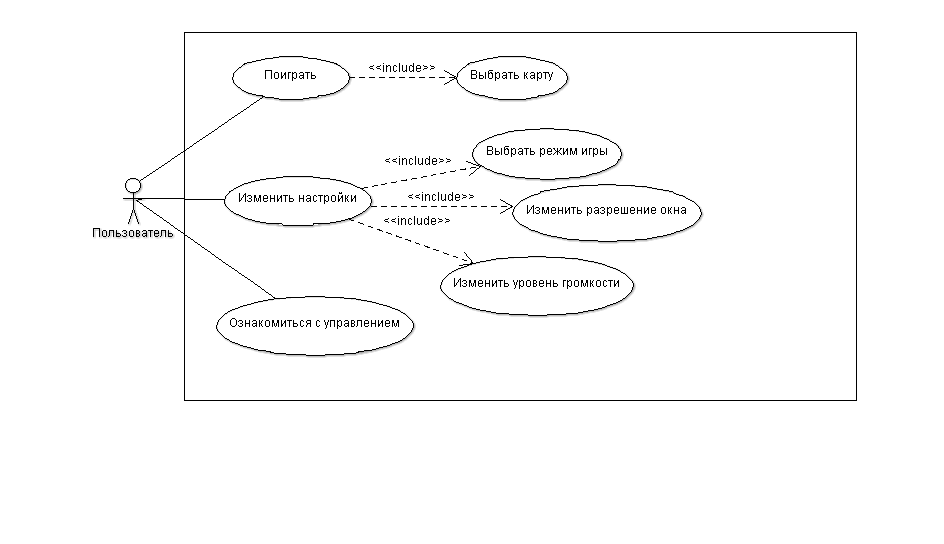 Поиграть
<<include>>
Выбрать карту
Выбрать режим игры
<<include>>
Изменить настройки
<<include>>
Изменить разрешение окна
<<include>>
Пользователь
Изменить уровень громкости
Ознакомиться с управлением